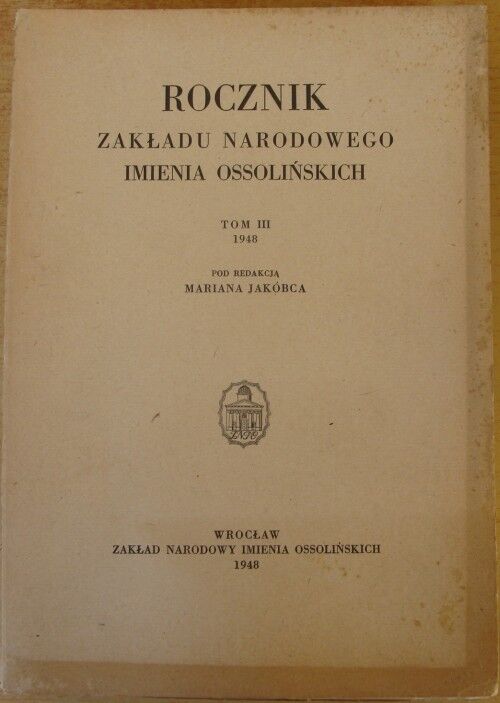 ROCZNIK
ZAKŁADU NARODOWEGO
IMIENIA OSSOLIŃSKICH
TOM III
1948
POD REDAKCJĄ
MARIANA JAKÓBCA
WROCŁAW
ZAKŁAD NARODOWY IMIENIA OSSOLIŃSKICH
1948